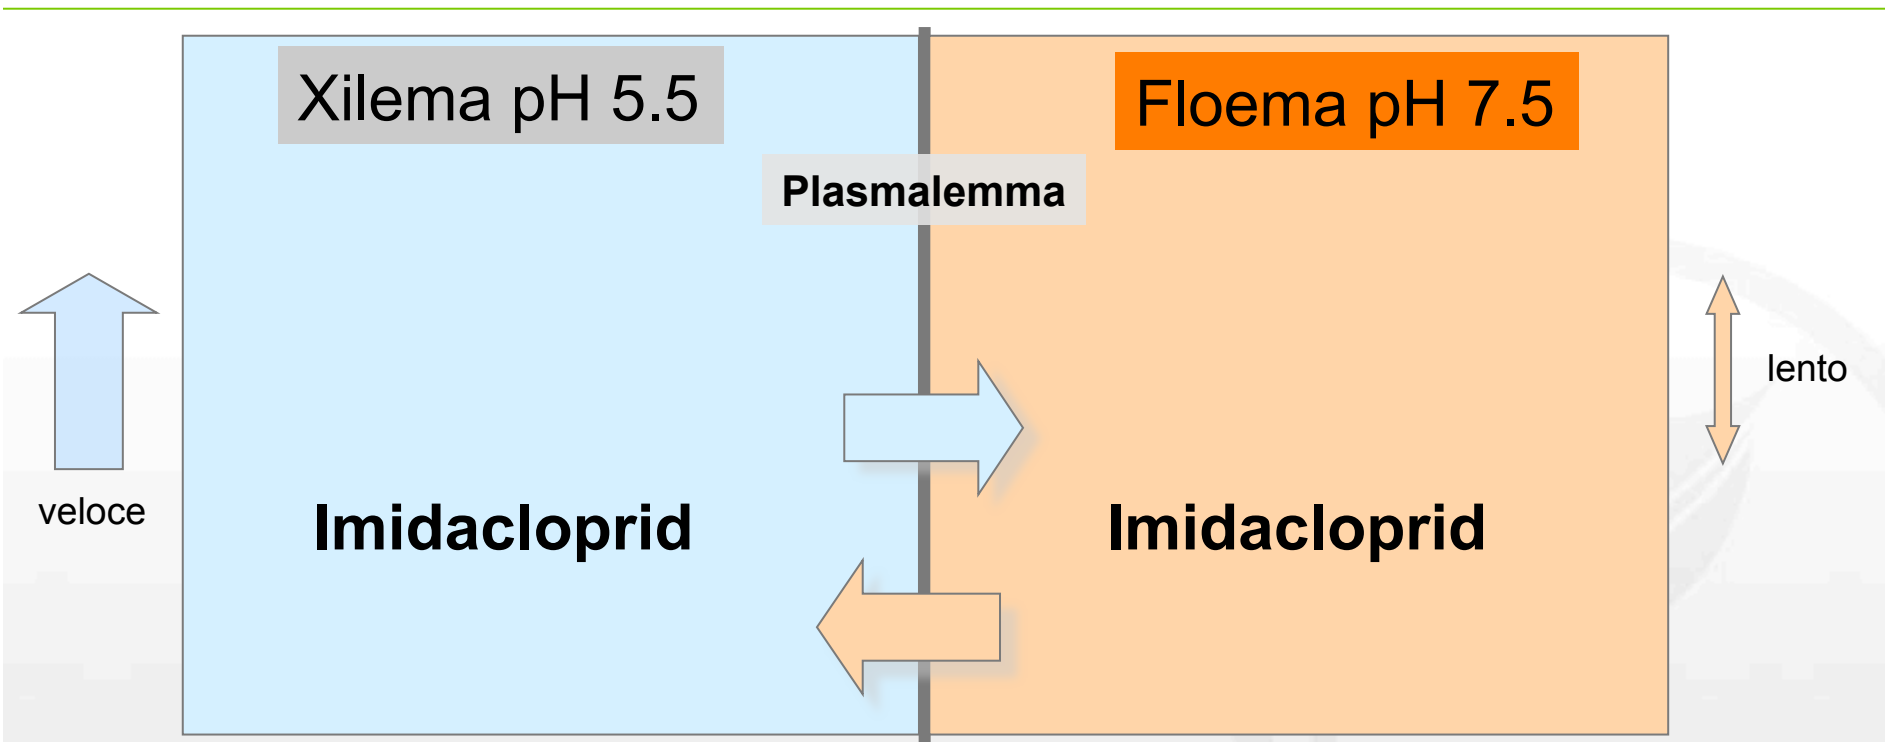 Xilema pH 5.5
Floema pH 7.5
Plasmalemma
lento
veloce
Imidacloprid
Imidacloprid